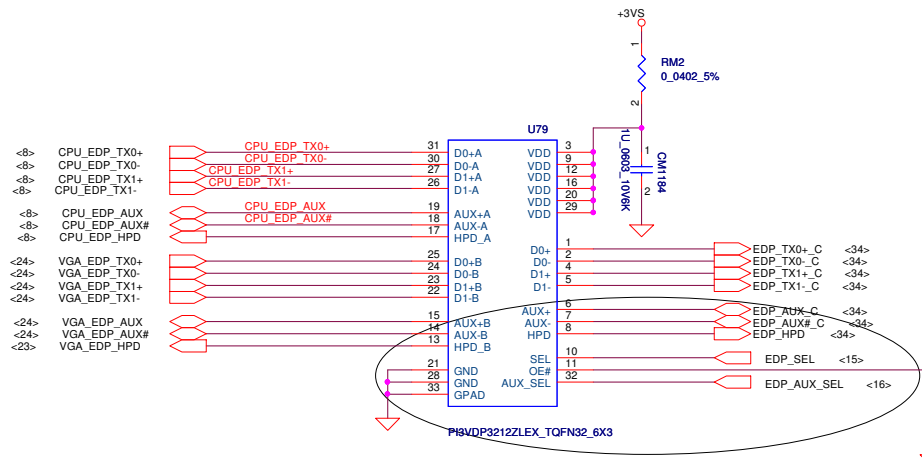 +3VS
1
RM2
0_0402_5%
2
U79
<8> CPU_EDP_TX0+ CPU_EDP_TX0+ 31 D0+A VDD 3
<8> CPU_EDP_TX0- CPU_EDP_TX0- 30 D0-A VDD 9
<8> CPU_EDP_TX1+ CPU_EDP_TX1+ 27 D1+A VDD 12
<8> CPU_EDP_TX1- CPU_EDP_TX1- 26 D1-A VDD 16
VDD 20
<8> CPU_EDP_AUX CPU_EDP_AUX 19 AUX+A VDD 29
1U_0603_10V6K
1
2
CM1184
<8> CPU_EDP_AUX# CPU_EDP_AUX# 18 AUX-A
<8> CPU_EDP_HPD 17 HPD_A
D0+ 1 EDP_TX0+_C <34>
<24> VGA_EDP_TX0+ 25 D0+B D0- 2 EDP_TX0-_C <34>
<24> VGA_EDP_TX0- 24 D0-B D1+ 4 EDP_TX1+_C <34>
<24> VGA_EDP_TX1+ 23 D1+B D1- 5 EDP_TX1-_C <34>
<24> VGA_EDP_TX1- 22 D1-B
AUX+ 6 EDP_AUX_C <34>
<24> VGA_EDP_AUX 15 AUX+B AUX- 7 EDP_AUX#_C <34>
<24> VGA_EDP_AUX# 14 AUX-B HPD 8 EDP_HPD <34>
<23> VGA_EDP_HPD 13 HPD_B
SEL 10 EDP_SEL <15>
21 GND OE# 11
28 GND AUX_SEL 32 EDP_AUX_SEL <16>
33 GPAD
PI3VDP3212ZLEX_TQFN32_6X3